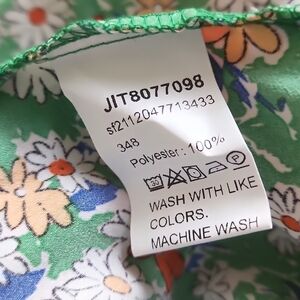 JIT8077098
sf2112047713433
348
Polyester: 100%
WASH WITH LIKE
COLORS.
MACHINE WASH